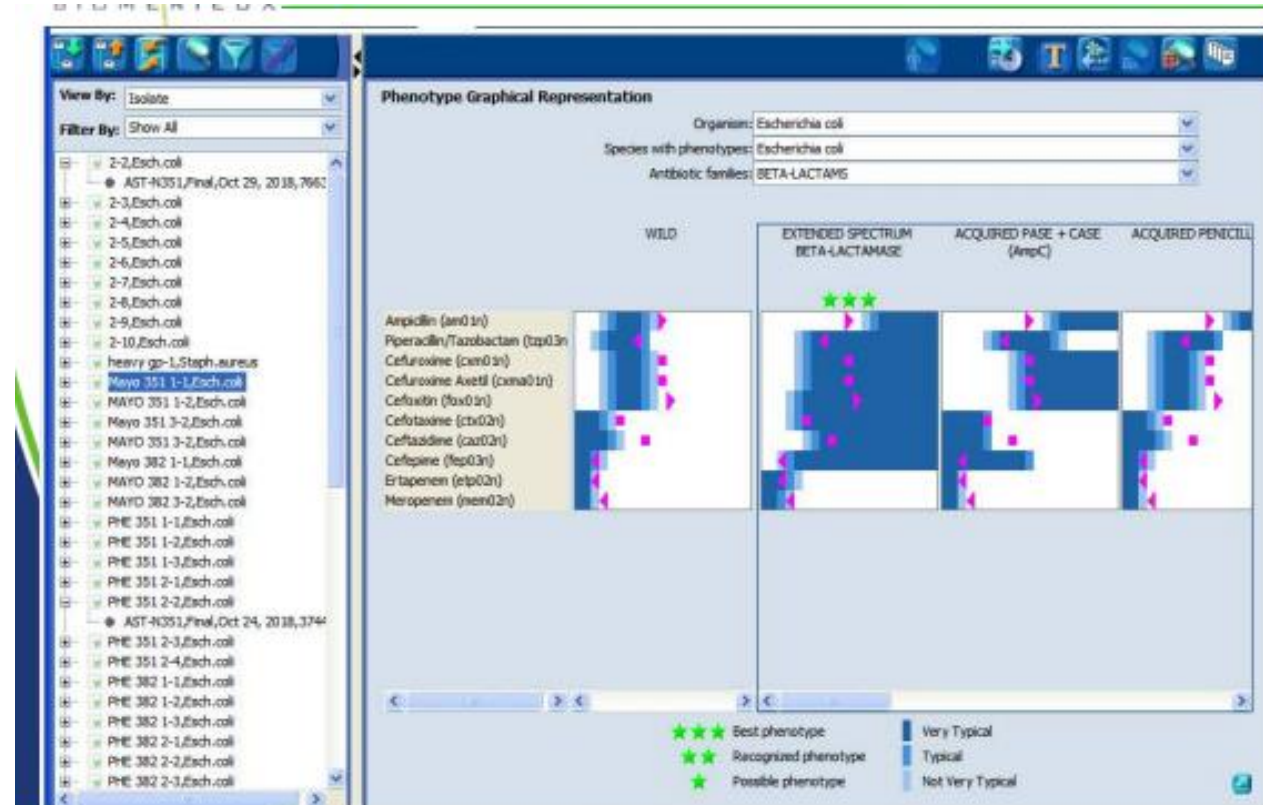 BIOMERIEUX
View By: Isolate
Filter By: Show All
2-2,Esch.coli
AST-N351,Final,Oct 29, 2018,7663
2-3,Esch.coli
2-4,Esch.coli
2-5,Esch.coli
2-6,Esch.coli
2-7,Esch.coli
2-8,Esch.coli
2-9,Esch.coli
2-10,Esch.coli
heavy gp-1,Staph.aureus
Mayo 351 1-1,Esch.coli
MAYO 351 1-2,Esch.coli
Mayo 351 3-2,Esch.coli
MAYO 351 3-2,Esch.coli
Mayo 382 1-1,Esch.coli
MAYO 382 1-2,Esch.coli
MAYO 382 3-2,Esch.coli
PHE 351 1-1,Esch.coli
PHE 351 1-2,Esch.coli
PHE 351 1-3,Esch.coli
PHE 351 2-1,Esch.coli
PHE 351 2-2,Esch.coli
AST-N351,Final,Oct 24, 2018,3744
PHE 351 2-3,Esch.coli
PHE 351 2-4,Esch.coli
PHE 382 1-1,Esch.coli
PHE 382 1-2,Esch.coli
PHE 382 1-3,Esch.coli
PHE 382 2-1,Esch.coli
PHE 382 2-2,Esch.coli
PHE 382 2-3,Esch.coli
T
Phenotype Graphical Representation
Organism: Escherichia coli
Species with phenotypes: Escherichia coli
Antibiotic families: BETA-LACTAMS
WILD
EXTENDED SPECTRUM
BETA-LACTAMASE
ACQUIRED PASE + CASE
(AmpC)
ACQUIRED PENICILL
Ampicillin (am01n)
Piperacillin/Tazobactam (tzp03n
Cefuroxime (cxm01n)
Cefuroxime Axetil (cxma01n)
Cefoxitin (fox01n)
Cefotaxime (ctx02n)
Ceftazidime (caz02n)
Cefepime (fep03n)
Ertapenem (etp02n)
Meropenem (mem02n)
Best phenotype
Recognized phenotype
Possible phenotype
Very Typical
Typical
Not Very Typical